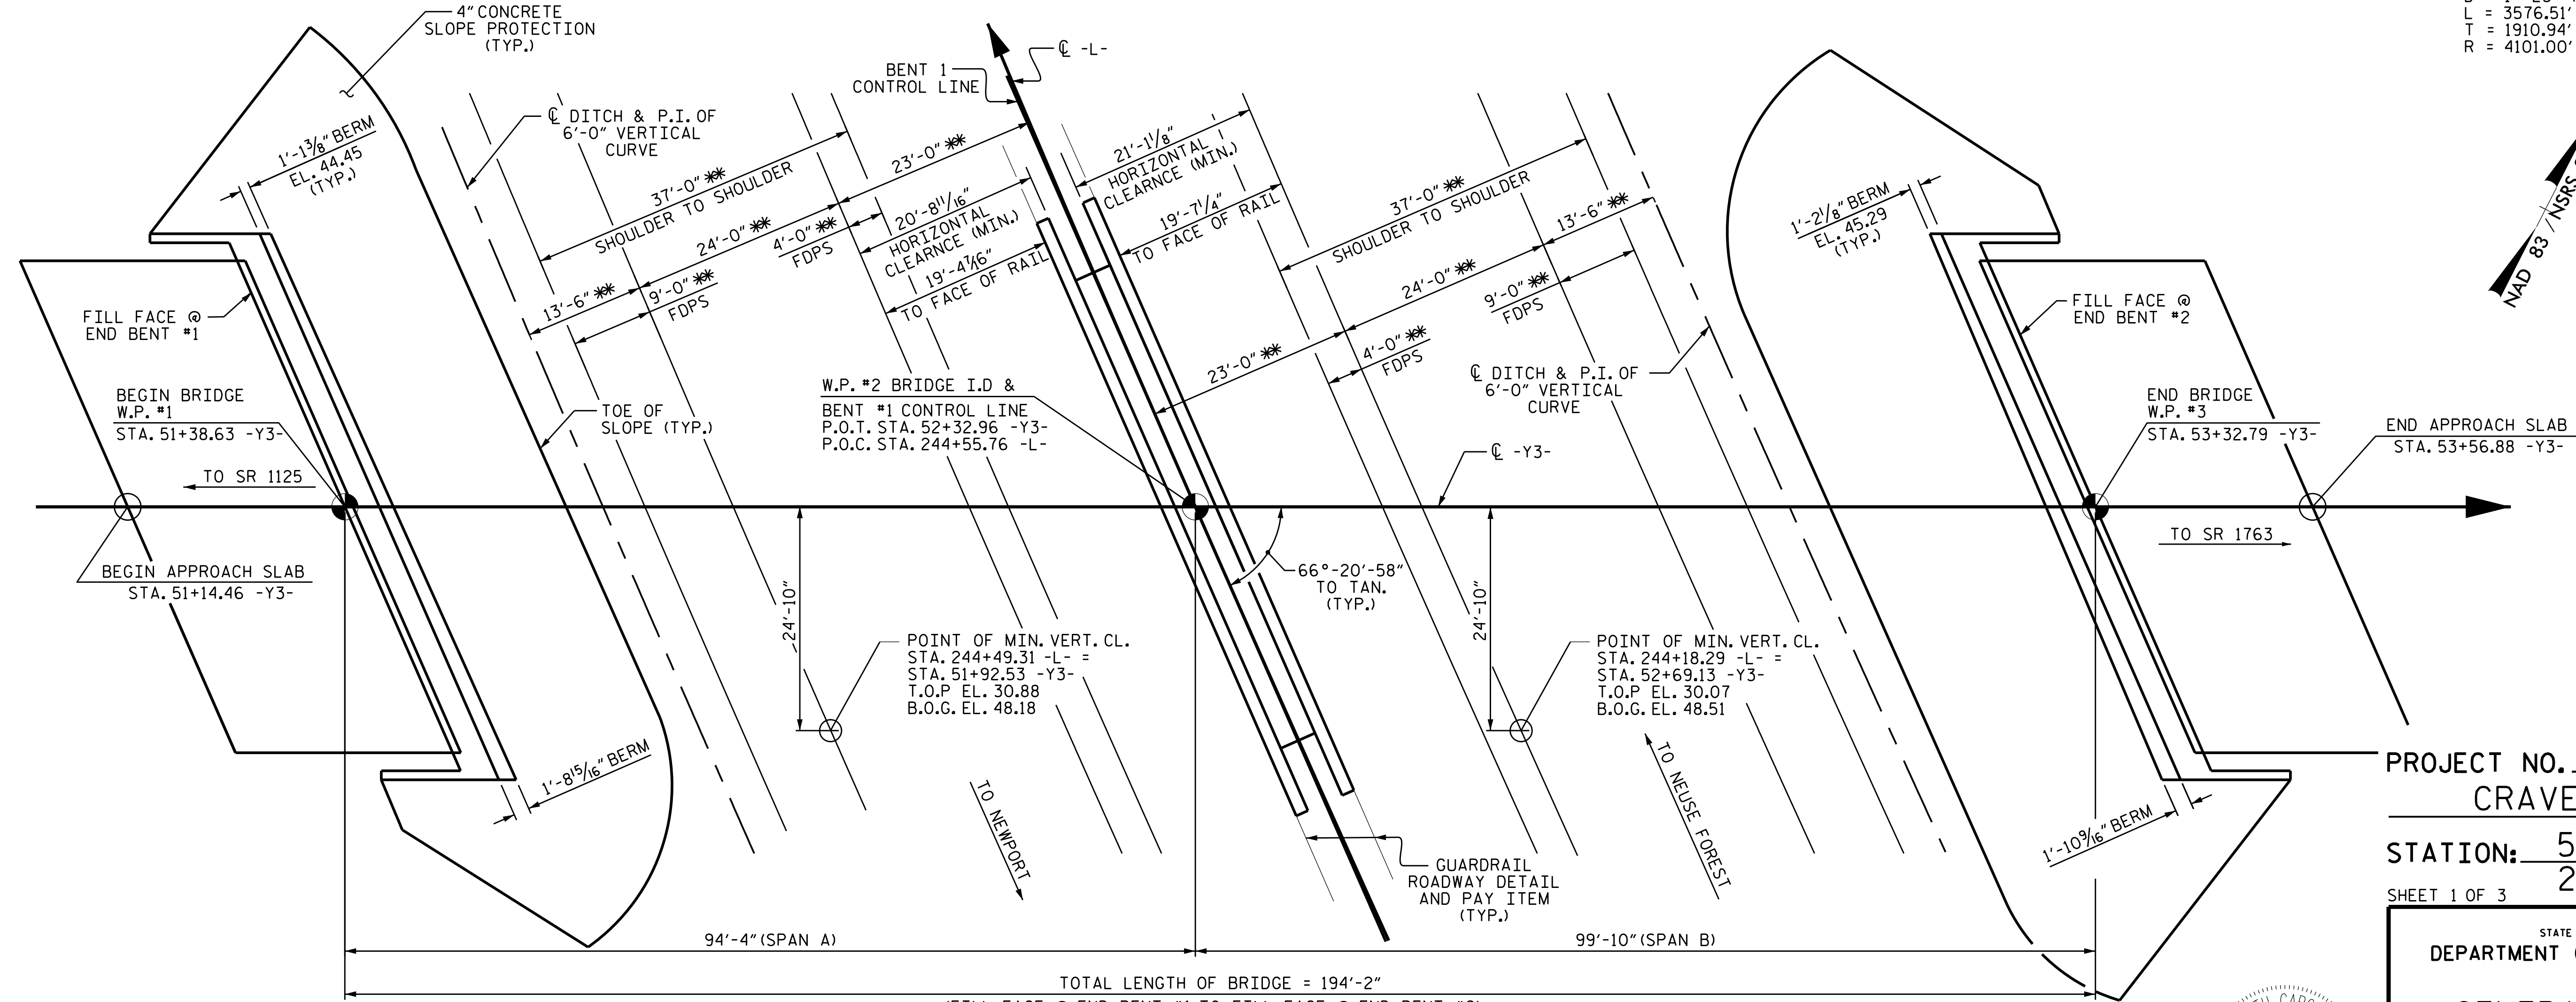 4" CONCRETE
SLOPE PROTECTION
(TYP.)
℄ -L-
BENT 1
CONTROL LINE
L = 3576.51'
T = 1910.94'
R = 4101.00'
1'-1⅜" BERM
EL. 44.45
(TYP.)
℄ DITCH & P.I. OF
6'-0" VERTICAL
CURVE
37'-0" **
SHOULDER TO SHOULDER
23'-0" **
24'-0" **
4'-0" **
FDPS
20'-8 11/16"
HORIZONTAL
CLEARNCE (MIN.)
19'-4 7/16"
TO FACE OF RAIL
13'-6" **
9'-0" **
FDPS
21'-1⅛"
HORIZONTAL
CLEARNCE (MIN.)
19'-7¼"
TO FACE OF RAIL
37'-0" **
SHOULDER TO SHOULDER
13'-6" **
24'-0" **
9'-0" **
FDPS
23'-0" **
4'-0" **
FDPS
1'-2⅛" BERM
EL. 45.29
(TYP.)
NAD 83 / NSRS
FILL FACE @
END BENT #1
FILL FACE @
END BENT #2
BEGIN BRIDGE
W.P. #1
STA. 51+38.63 -Y3-
TO SR 1125
TOE OF
SLOPE (TYP.)
W.P. #2 BRIDGE I.D &
BENT #1 CONTROL LINE
P.O.T. STA. 52+32.96 -Y3-
P.O.C. STA. 244+55.76 -L-
℄ DITCH & P.I. OF
6'-0" VERTICAL
CURVE
℄ -Y3-
END BRIDGE
W.P. #3
STA. 53+32.79 -Y3-
END APPROACH SLAB
STA. 53+56.88 -Y3-
TO SR 1763
BEGIN APPROACH SLAB
STA. 51+14.46 -Y3-
24'-10"
66°-20'-58"
TO TAN.
(TYP.)
24'-10"
POINT OF MIN. VERT. CL.
STA. 244+49.31 -L- =
STA. 51+92.53 -Y3-
T.O.P EL. 30.88
B.O.G. EL. 48.18
POINT OF MIN. VERT. CL.
STA. 244+18.29 -L- =
STA. 52+69.13 -Y3-
T.O.P EL. 30.07
B.O.G. EL. 48.51
1'-8 15/16" BERM
TO NEWPORT
TO NEUSE FOREST
1'-10 9/16" BERM
GUARDRAIL
ROADWAY DETAIL
AND PAY ITEM
(TYP.)
PROJECT NO.
CRAVE
STATION: 5
2
SHEET 1 OF 3
STATE
DEPARTMENT
94'-4" (SPAN A)
99'-10" (SPAN B)
TOTAL LENGTH OF BRIDGE = 194'-2"